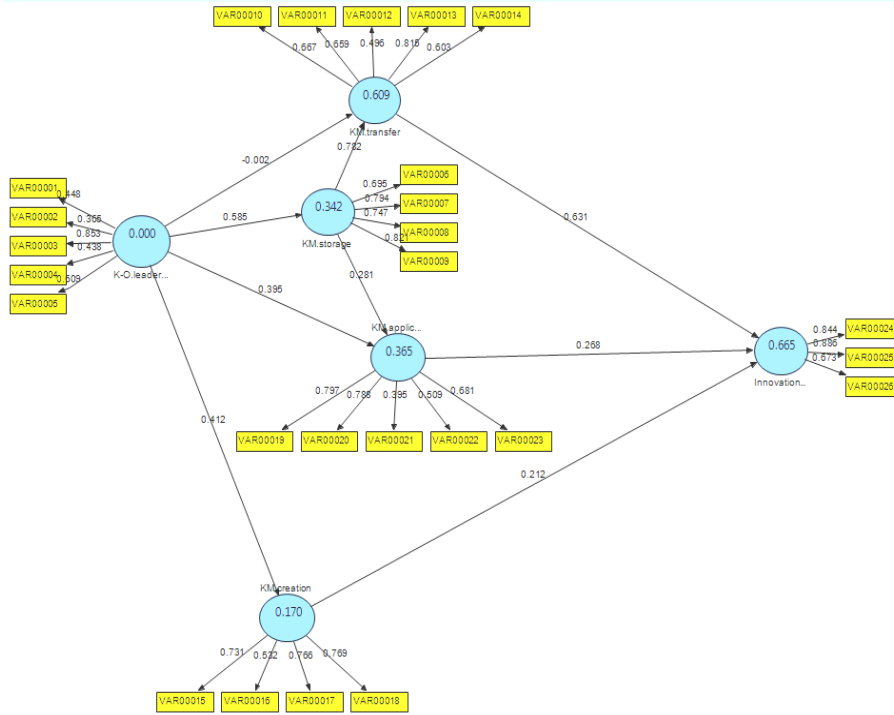 VAR00010 VAR00011 VAR00012 VAR00013 VAR00014
0.667 0.659 0.496 0.815 0.603
0.609
KM.transfer
-0.002
0.782
VAR00001
VAR00002
VAR00003
VAR00004
VAR00005
0.448
0.365
0.853
0.438
0.509
0.000
K-O.leader...
0.585
0.342
KM.storage
0.695
0.794
0.747
0.821
VAR00006
VAR00007
VAR00008
VAR00009
0.631
0.281
0.395
KM.applic...
0.365
0.268
0.797 0.788 0.395 0.509 0.681
VAR00019 VAR00020 VAR00021 VAR00022 VAR00023
0.665
Innovation...
0.844
0.886
0.673
VAR00024
VAR00025
VAR00026
0.412
0.212
KM.creation
0.170
0.731 0.532 0.766 0.769
VAR00015 VAR00016 VAR00017 VAR00018